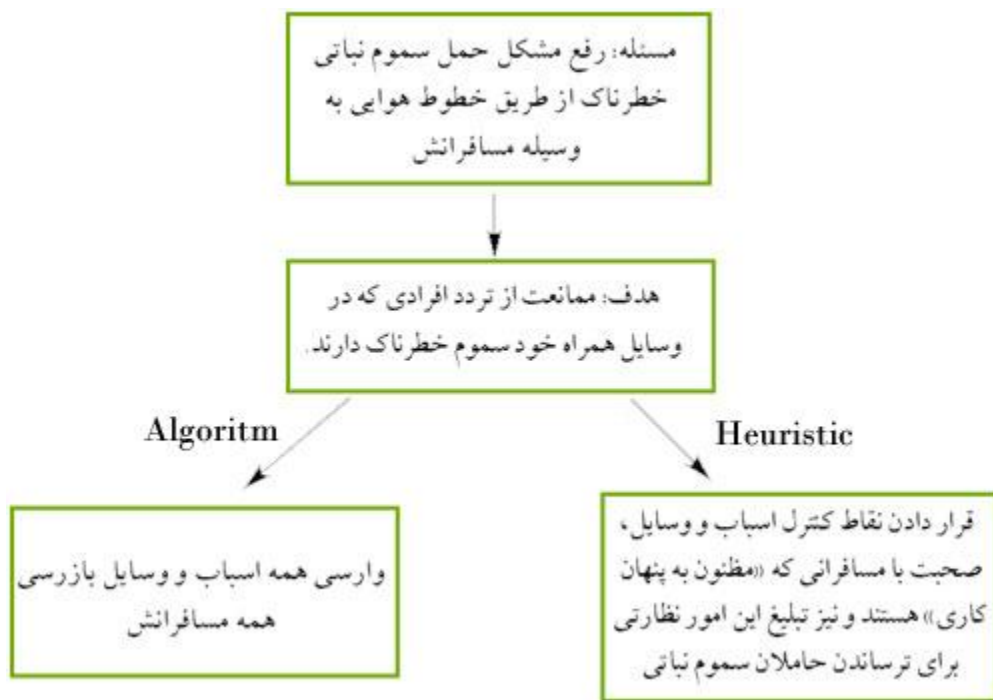 مسئله: رفع مشکل حمل سموم نباتی
خطرناک از طریق خطوط هوایی به
وسیله مسافرانش
هدف: ممانعت از تردد افرادی که در
وسایل همراه خود سموم خطرناک دارند.
Algoritm
Heuristic
وارسی همه اسباب و وسایل بازرسی
همه مسافرانش
قرار دادن نقاط کنترل اسباب و وسایل،
صحبت با مسافرانی که «مظنون به پنهان
کاری» هستند و نیز تبلیغ این امور نظارتی
برای ترساندن حاملان سموم نباتی